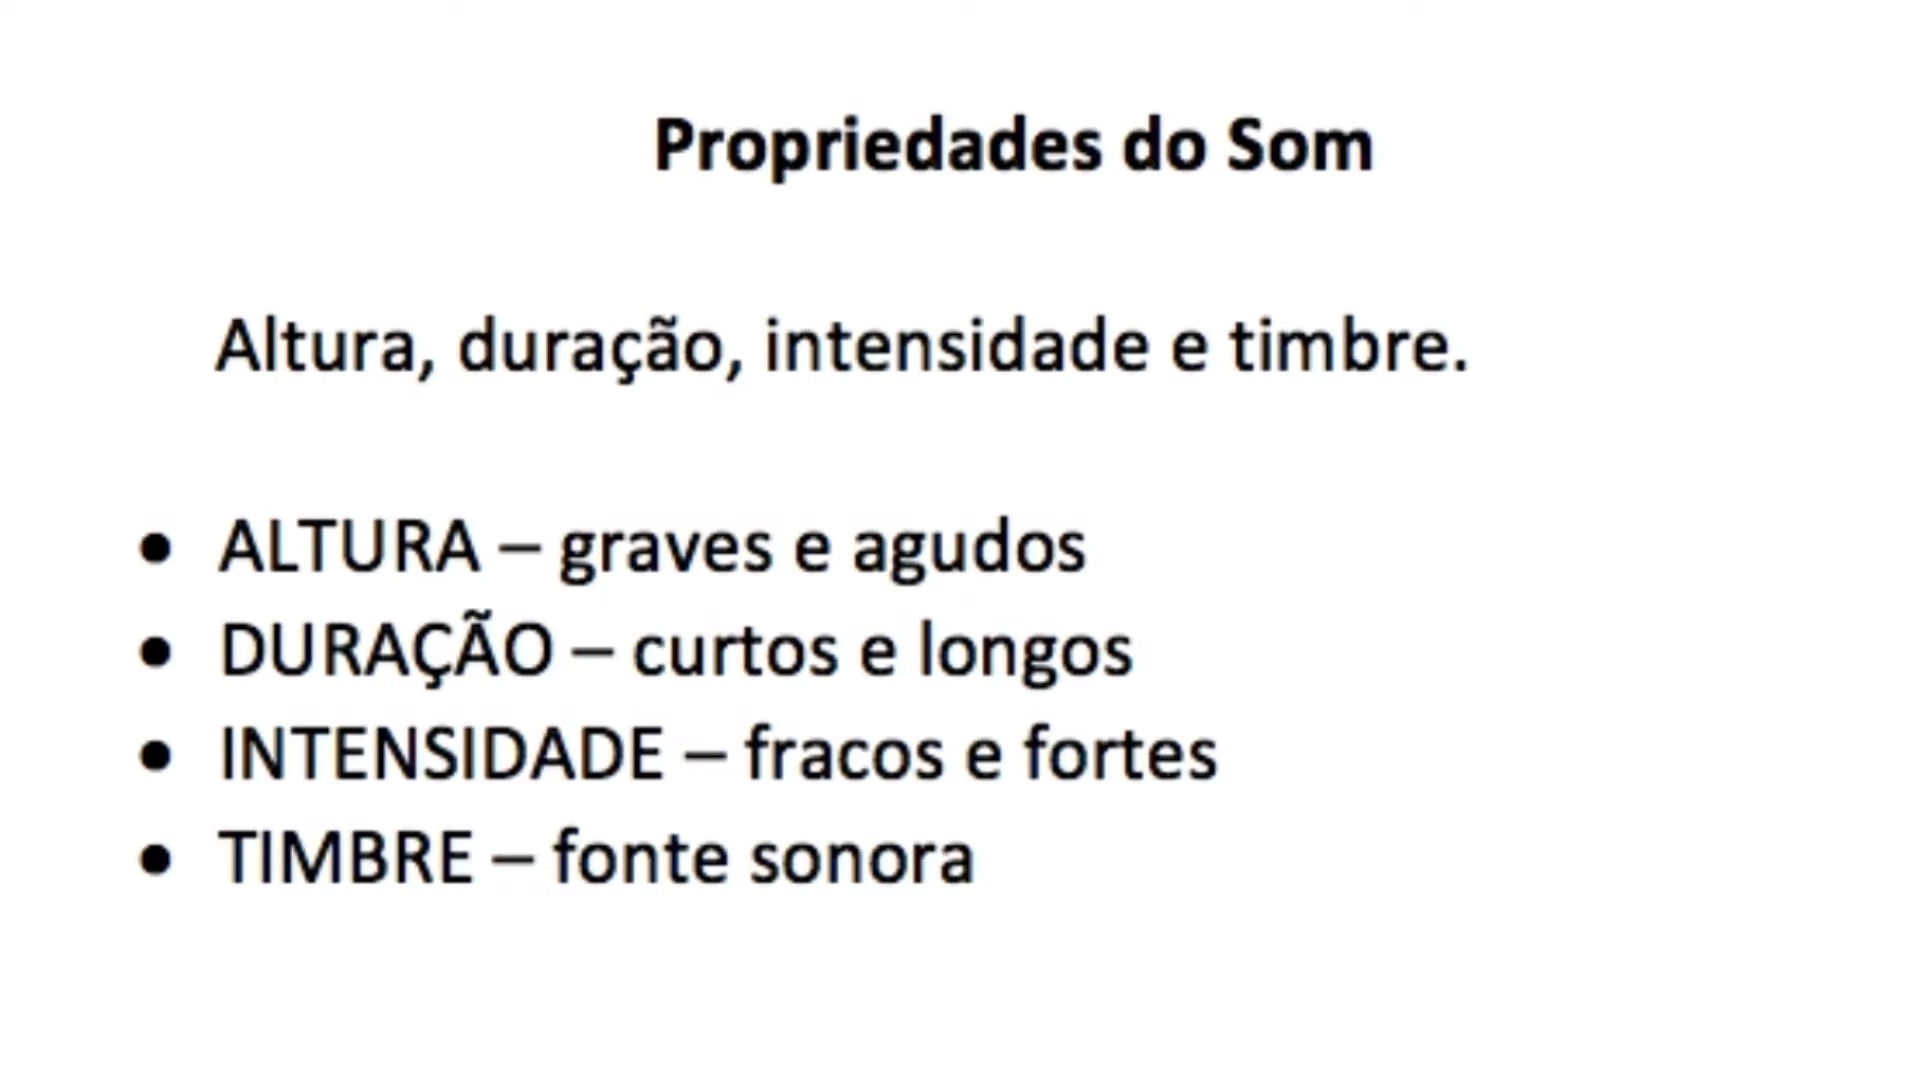 Propriedades do Som
Altura, duração, intensidade e timbre.
• ALTURA – graves e agudos
• DURAÇÃO – curtos e longos
• INTENSIDADE – fracos e fortes
• TIMBRE – fonte sonora